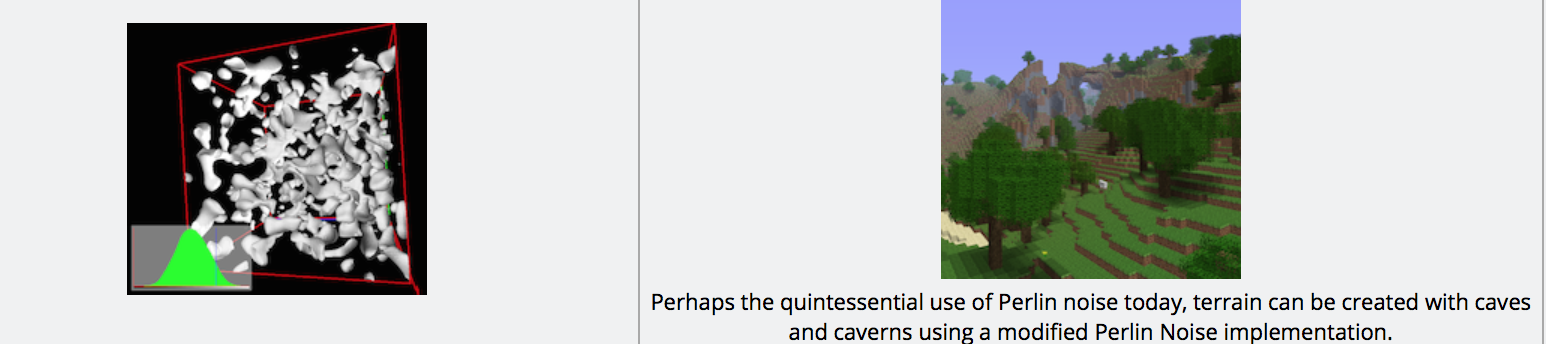 Perhaps the quintessential use of Perlin noise today, terrain can be created with caves
and caverns using a modified Perlin Noise implementation.